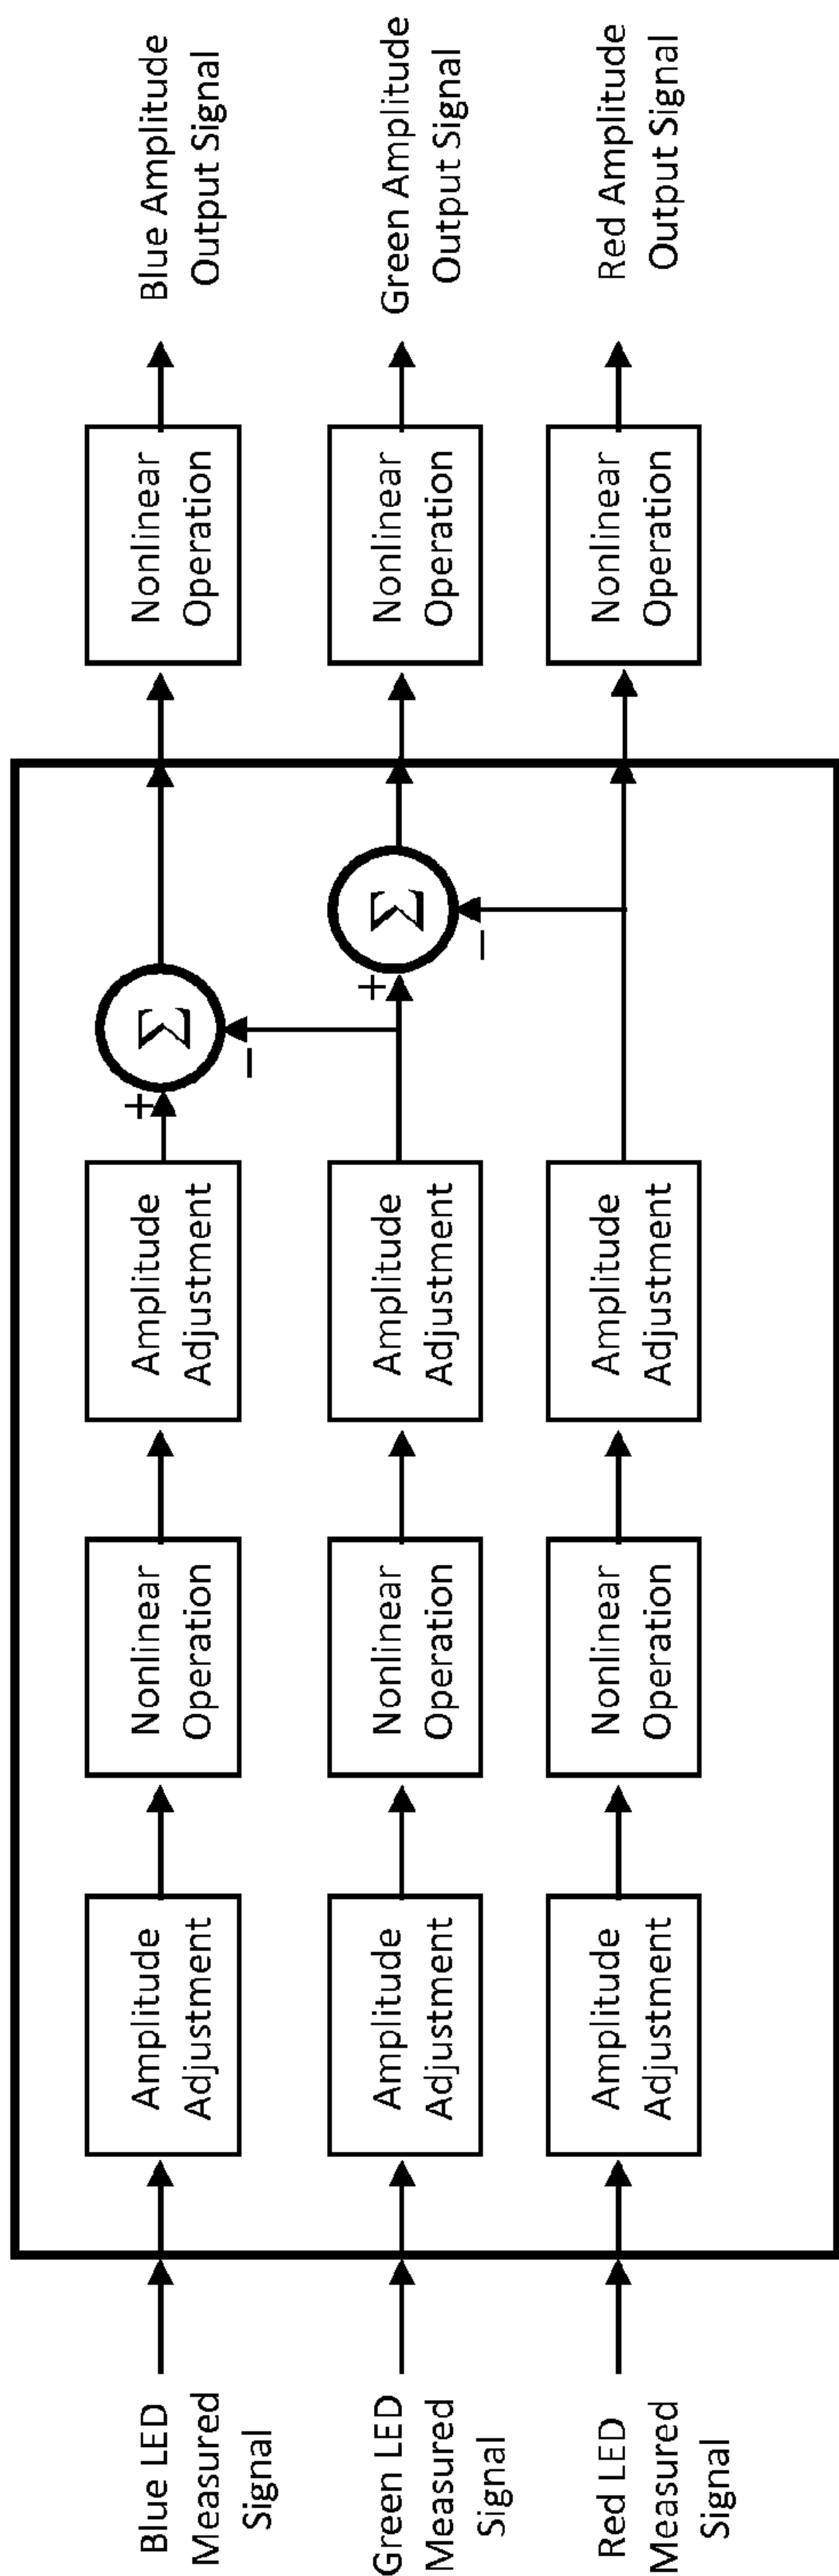 Blue LED
Measured
Signal
Amplitude
Adjustment
Nonlinear
Operation
Amplitude
Adjustment
+
−
Σ
Nonlinear
Operation
Blue Amplitude
Output Signal
Green LED
Measured
Signal
Amplitude
Adjustment
Nonlinear
Operation
Amplitude
Adjustment
+
−
Σ
Nonlinear
Operation
Green Amplitude
Output Signal
Red LED
Measured
Signal
Amplitude
Adjustment
Nonlinear
Operation
Amplitude
Adjustment
Nonlinear
Operation
Red Amplitude
Output Signal